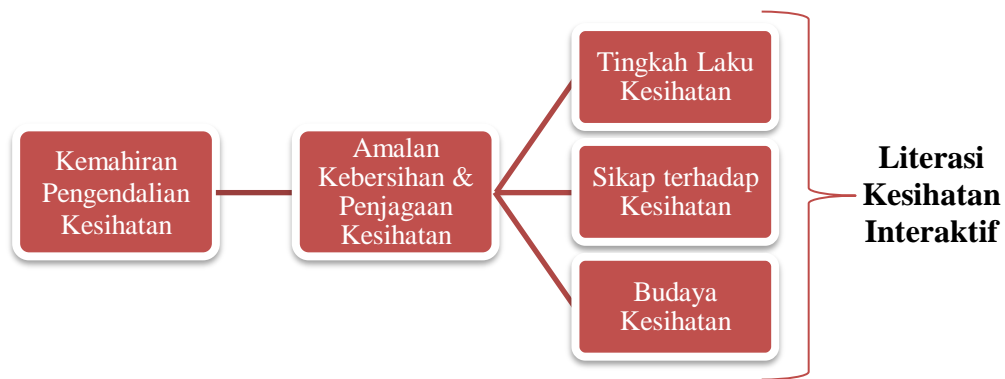 Kemahiran
Pengendalian
Kesihatan
Amalan
Kebersihan &
Penjagaan
Kesihatan
Tingkah Laku
Kesihatan
Sikap terhadap
Kesihatan
Budaya
Kesihatan
Literasi
Kesihatan
Interaktif